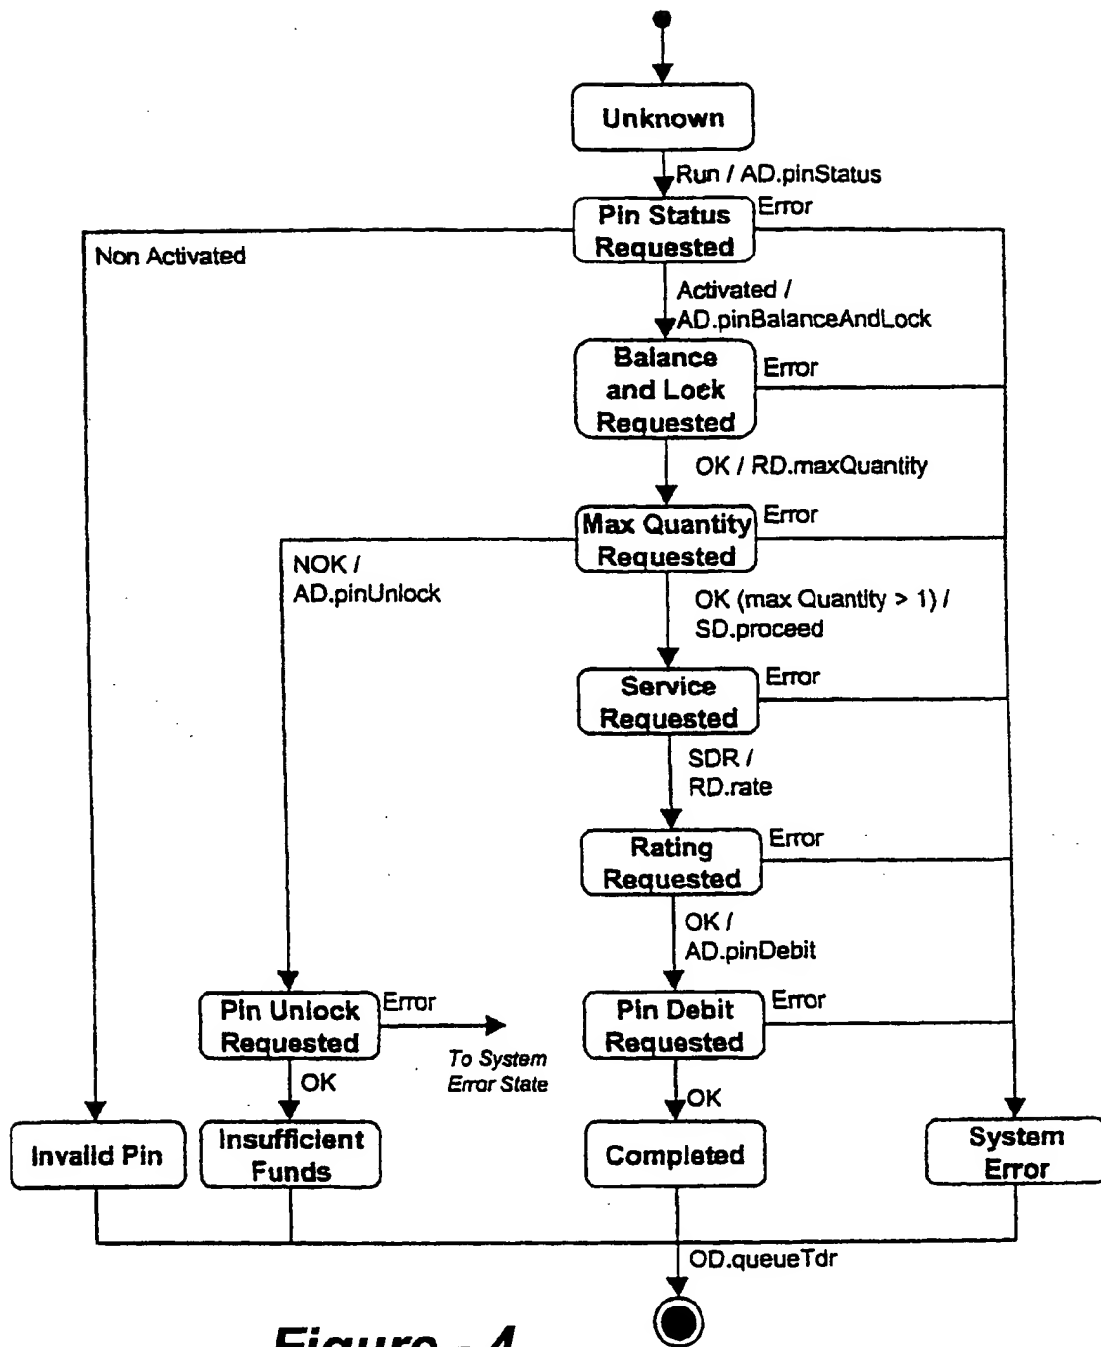 Unknown
Run / AD.pinStatus
Pin Status
Requested
Error
Non Activated
Activated /
AD.pinBalanceAndLock
Balance
and Lock
Requested
Error
OK / RD.maxQuantity
Max Quantity
Requested
Error
NOK /
AD.pinUnlock
OK (max Quantity > 1) /
SD.proceed
Service
Requested
Error
SDR /
RD.rate
Rating
Requested
Error
OK /
AD.pinDebit
Pin Unlock
Requested
Error
To System
Error State
Pin Debit
Requested
Error
OK
OK
Invalid Pin
Insufficient
Funds
Completed
System
Error
OD.queueTdr
Figure - 4